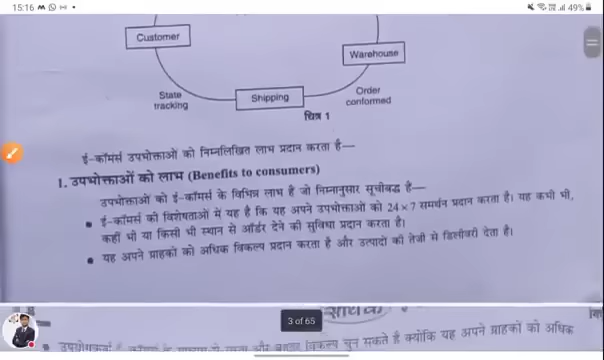 15:16
49%
Customer
Warehouse
State
tracking
Shipping
Order
conformed
चित्र 1
ई-कॉमर्स उपभोक्ताओं को निम्नलिखित लाभ प्रदान करता है—
1. उपभोक्ताओं को लाभ (Benefits to consumers)
उपभोक्ताओं को ई-कॉमर्स के विभिन्न लाभ है जो निम्नानुसार सूचीबद्ध है—
• ई-कॉमर्स की विशेषताओं में यह है कि यह अपने उपभोक्ताओं को 24 × 7 समर्थन प्रदान करता है। यह कभी भी,
कहीं भी या किसी भी स्थान से ऑर्डर देने की सुविधा प्रदान करता है।
• यह अपने ग्राहकों को अधिक विकल्प प्रदान करता है और उत्पादों की तेजी से डिलीवरी देता है।
3 of 65
विकल्प चुन सकते है क्योंकि यह अपने ग्राहकों को अधिक